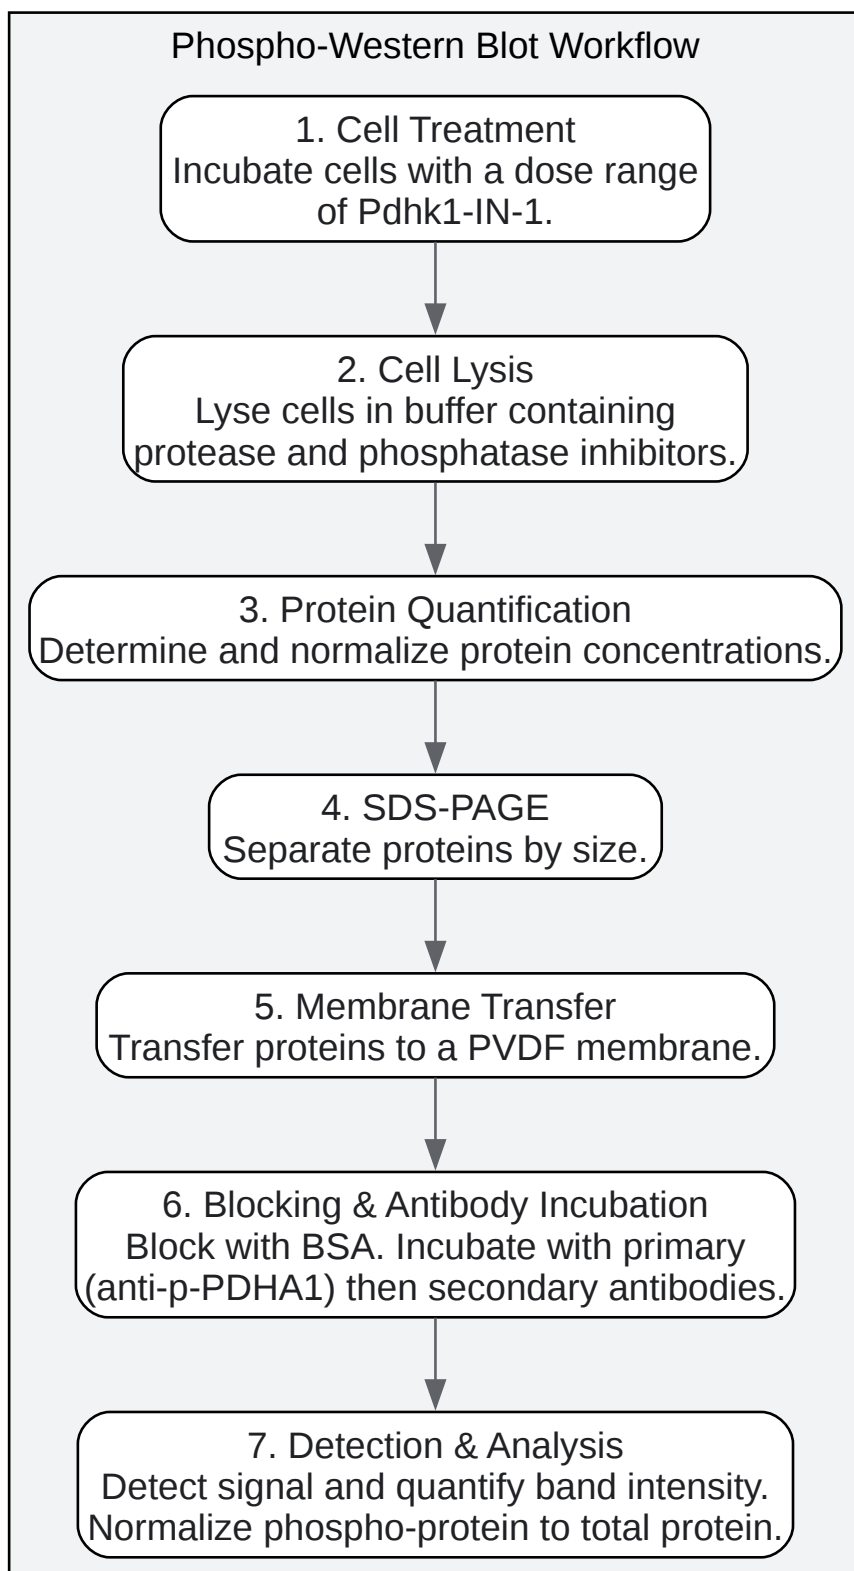 Phospho-Western Blot Workflow
1. Cell Treatment
Incubate cells with a dose range
of Pdhk1-IN-1.
2. Cell Lysis
Lyse cells in buffer containing
protease and phosphatase inhibitors.
3. Protein Quantification
Determine and normalize protein concentrations.
4. SDS-PAGE
Separate proteins by size.
5. Membrane Transfer
Transfer proteins to a PVDF membrane.
6. Blocking & Antibody Incubation
Block with BSA. Incubate with primary
(anti-p-PDHA1) then secondary antibodies.
7. Detection & Analysis
Detect signal and quantify band intensity.
Normalize phospho-protein to total protein.